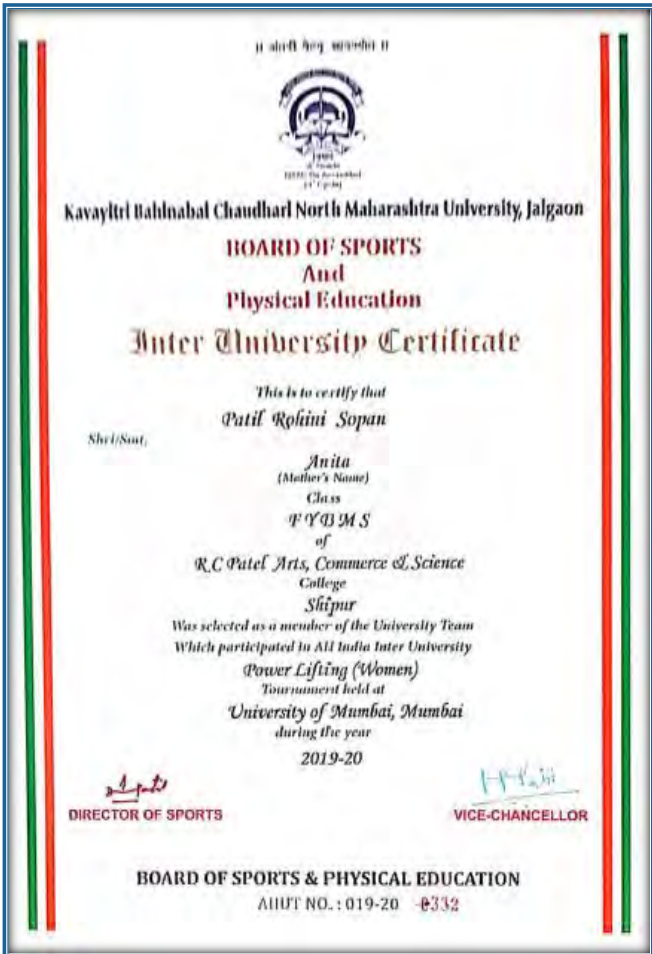 Kavayitri Bahinabai Chaudhari North Maharashtra University, Jalgaon
BOARD OF SPORTS
And
Physical Education
Inter University Certificate
This is to certify that
Patil Rohini Sopan
Shri/Smt.
Anita
(Mother's Name)
Class
FYBMS
of
R.C Patel Arts, Commerce & Science
College
Shipur
Was selected as a member of the University Team
Which participated in All India Inter University
Power Lifting (Women)
Tournament held at
University of Mumbai, Mumbai
during the year
2019-20
DIRECTOR OF SPORTS
VICE-CHANCELLOR
BOARD OF SPORTS & PHYSICAL EDUCATION
AIIUT NO.: 019-20 0332